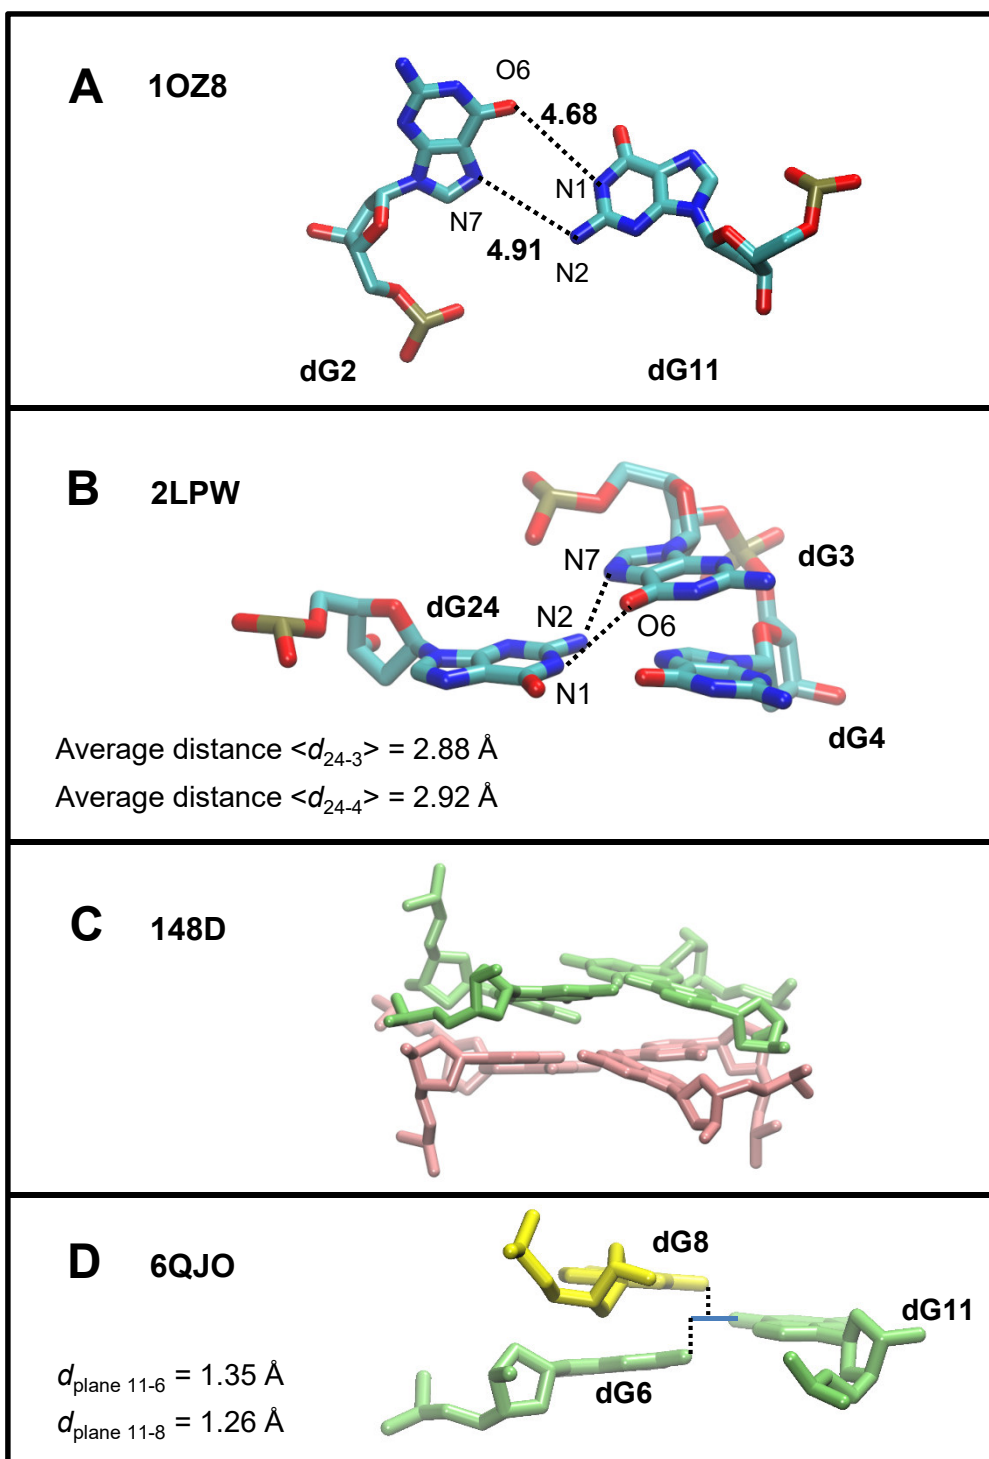 A 1OZ8
O6
4.68
N1
N7
4.91
N2
dG2
dG11
B 2LPW
N7
dG3
dG24
N2
O6
N1
dG4
Average distance <d24-3> = 2.88 Å
Average distance <d24-4> = 2.92 Å
C 148D
D 6QJO
dG8
dG11
dplane 11-6 = 1.35 Å
dG6
dplane 11-8 = 1.26 Å